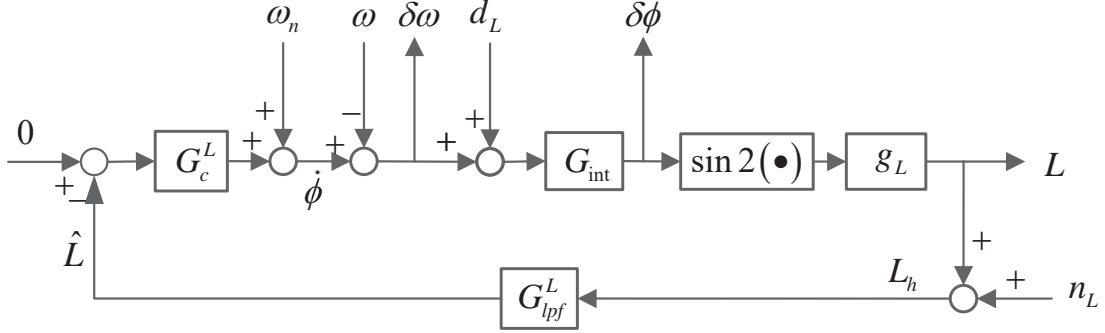 ω_n ω δω d_L δϕ
0 + − G_c^L + + ϕ̇ + − + + G_int sin 2(•) g_L L
L̂ G_lpf^L L_h + + n_L